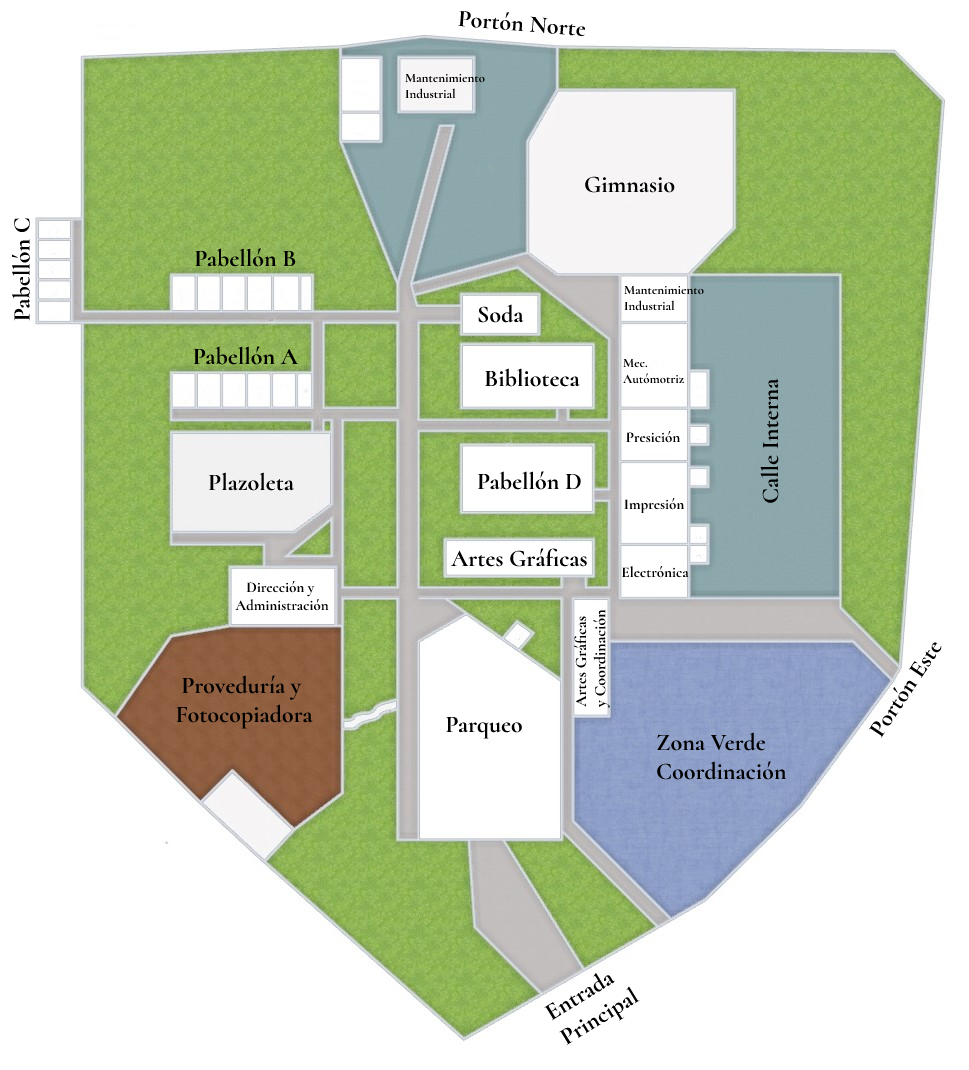 Portón Norte
Mantenimiento
Industrial
Gimnasio
Pabellón C
Pabellón B
Mantenimiento
Industrial
Soda
Pabellón A
Biblioteca
Mec.
Autómotriz
Calle Interna
Presición
Plazoleta
Pabellón D
Impresión
Artes Gráficas
Electrónica
Dirección y
Administración
Artes Gráficas
y Coordinación
Proveduría y
Fotocopiadora
Parqueo
Portón Este
Zona Verde
Coordinación
Entrada
Principal